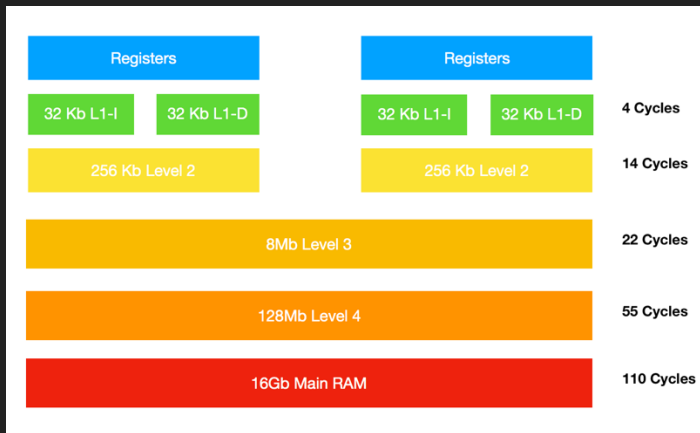 Registers Registers
32 Kb L1-I 32 Kb L1-D 32 Kb L1-I 32 Kb L1-D 4 Cycles
256 Kb Level 2 256 Kb Level 2 14 Cycles
8Mb Level 3 22 Cycles
128Mb Level 4 55 Cycles
16Gb Main RAM 110 Cycles